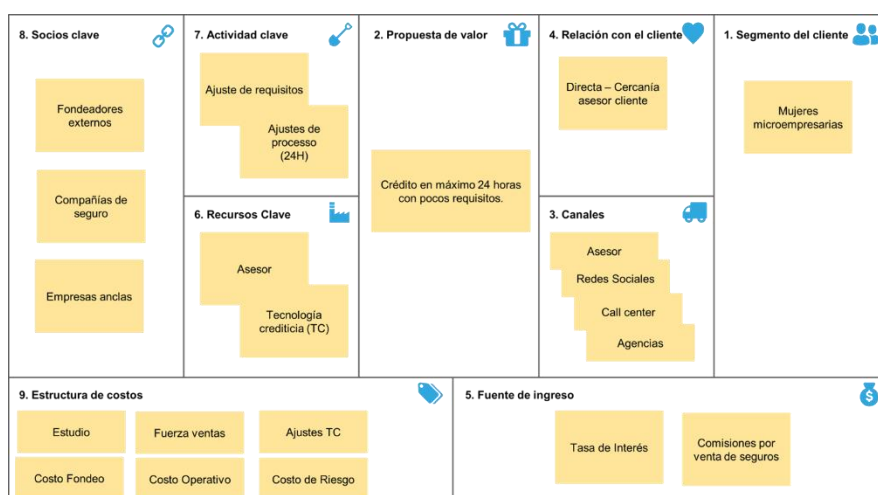 8. Socios clave
Fondeadores
externos
Compañías de
seguro
Empresas anclas
7. Actividad clave
Ajuste de requisitos
Ajustes de
proceso
(24H)
6. Recursos Clave
Asesor
Tecnología
crediticia (TC)
2. Propuesta de valor
Crédito en máximo 24 horas
con pocos requisitos.
4. Relación con el cliente
Directa – Cercanía
asesor cliente
3. Canales
Asesor
Redes Sociales
Call center
Agencias
1. Segmento del cliente
Mujeres
microempresarias
9. Estructura de costos
Estudio
Fuerza ventas
Ajustes TC
Costo Fondeo
Costo Operativo
Costo de Riesgo
5. Fuente de ingreso
$
Tasa de Interés
Comisiones por
venta de seguros